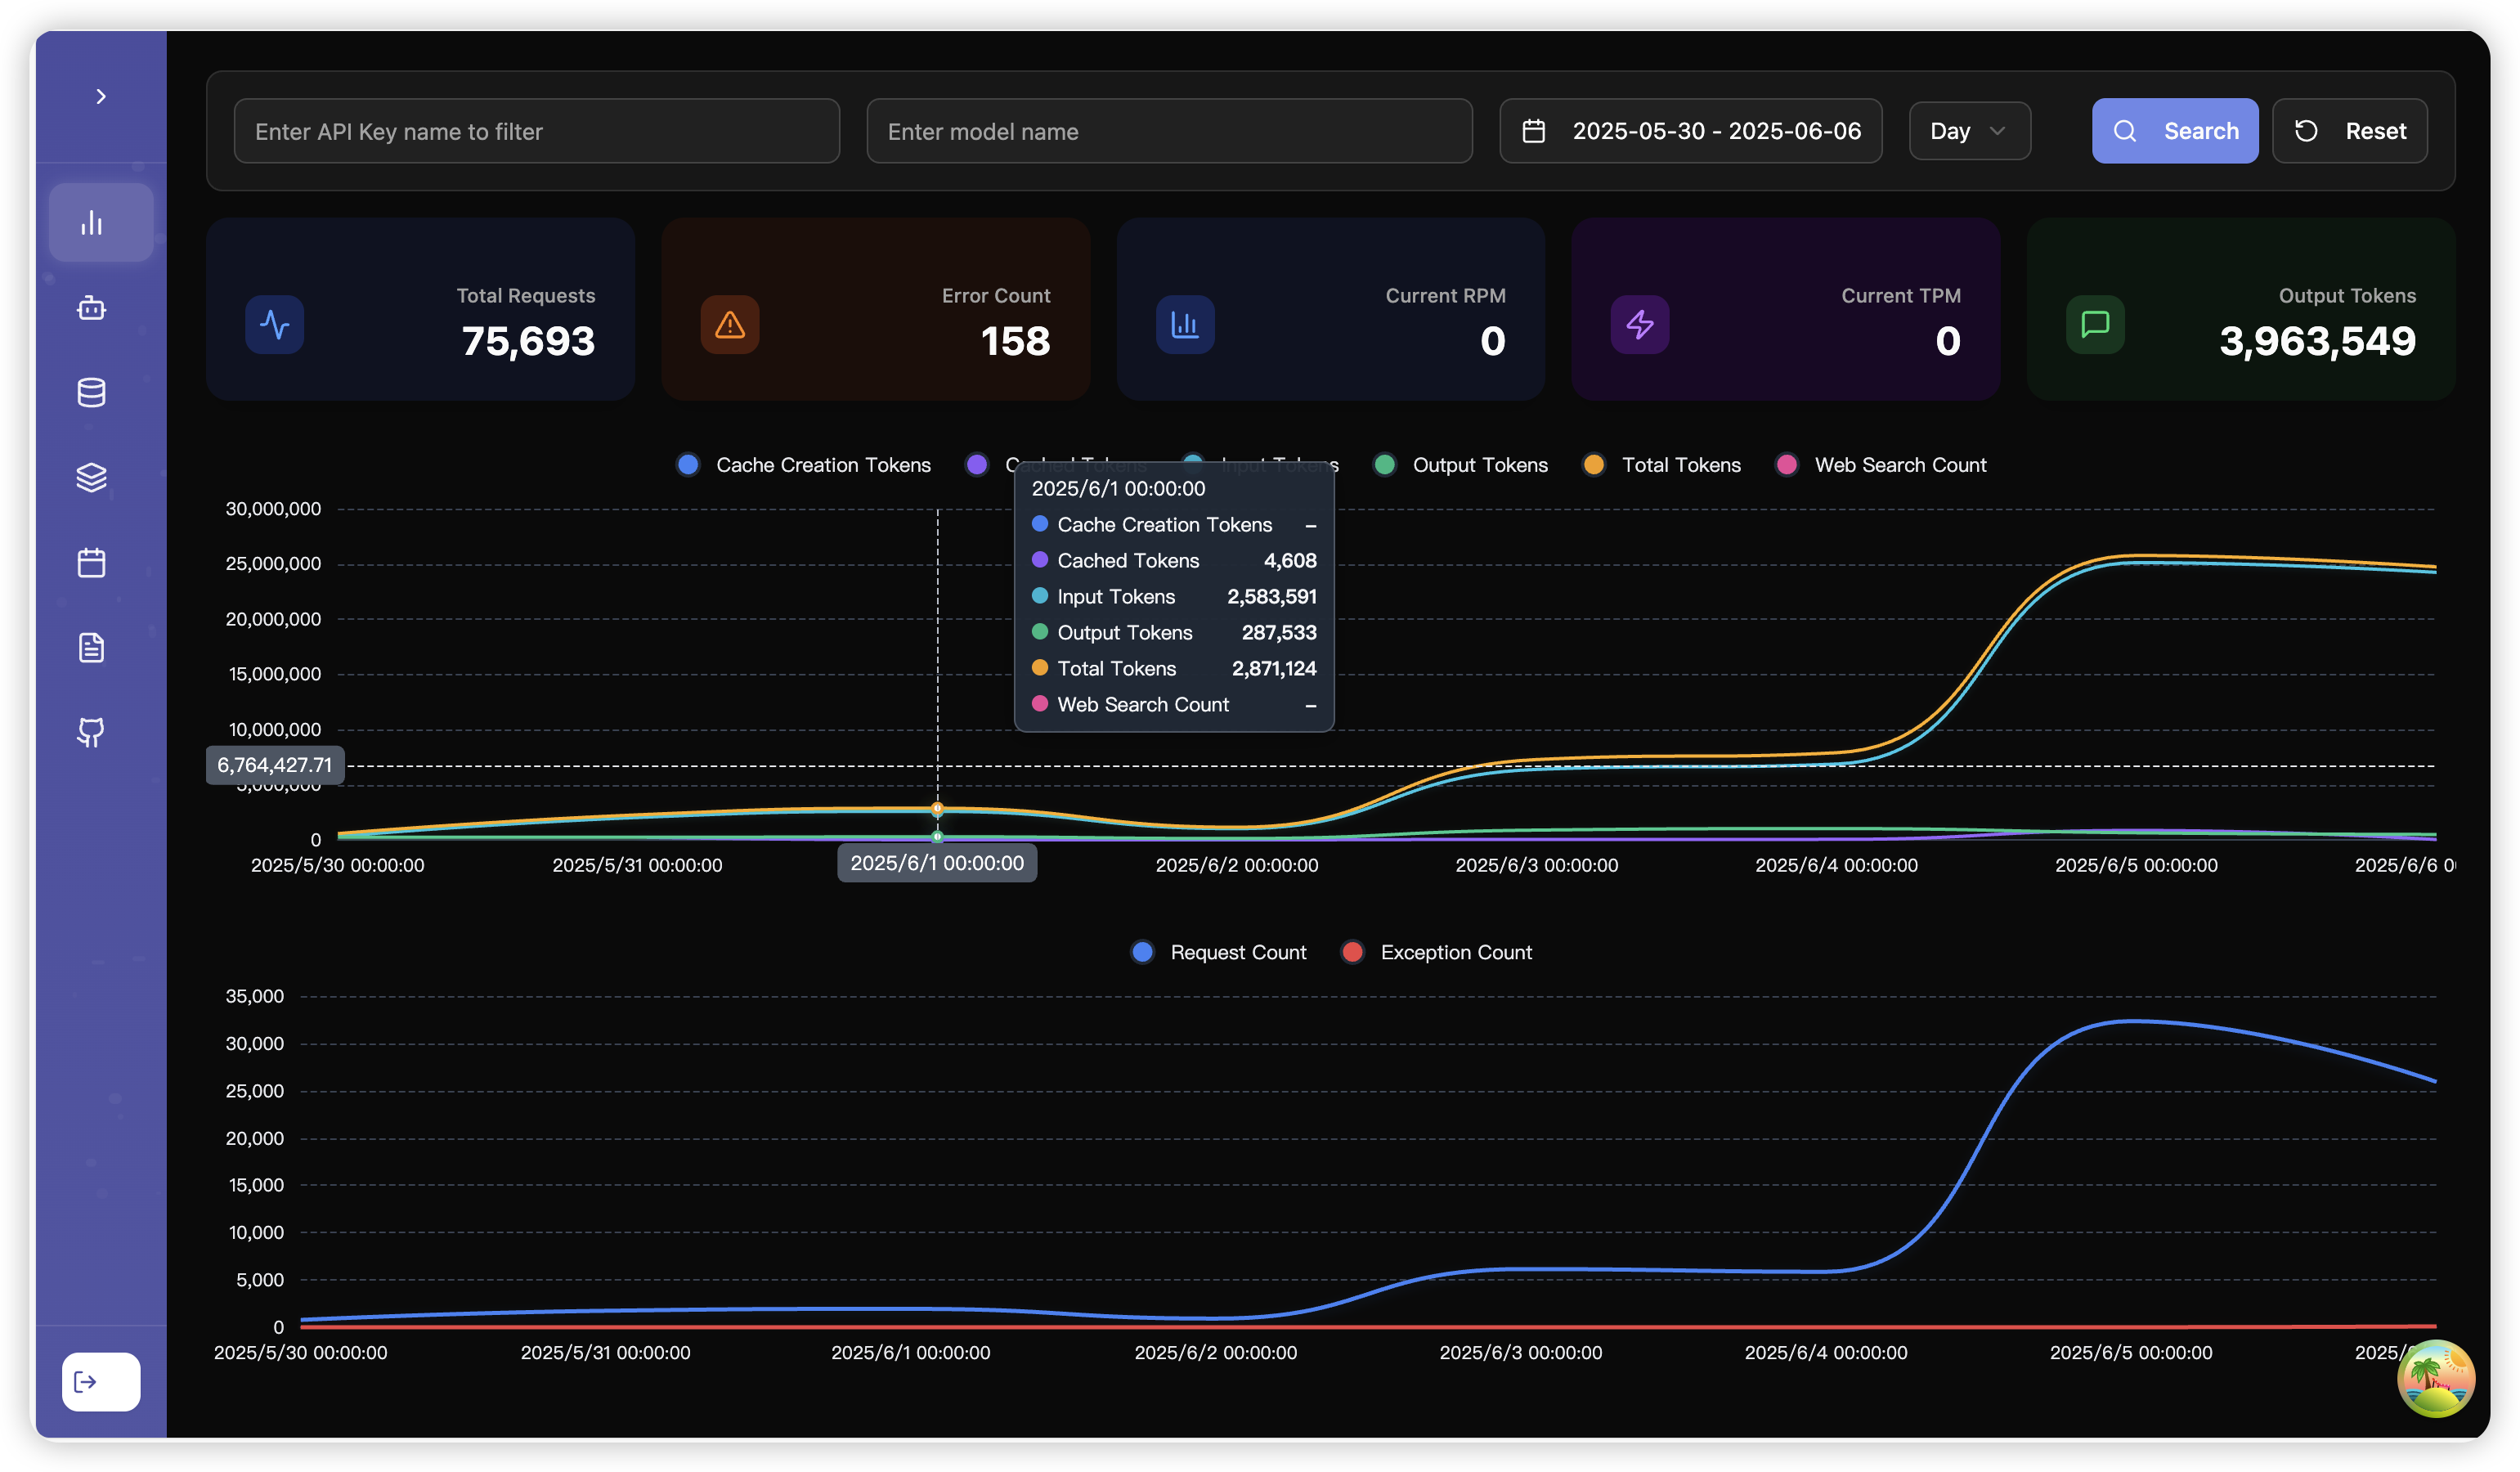 Enter API Key name to filter
Enter model name
2025-05-30 - 2025-06-06
Day
Search
Reset
Total Requests
75,693
Error Count
158
Current RPM
0
Current TPM
0
Output Tokens
3,963,549
Cache Creation Tokens
Cached Tokens
Input Tokens
Output Tokens
Total Tokens
Web Search Count
2025/6/1 00:00:00
Cache Creation Tokens –
Cached Tokens 4,608
Input Tokens 2,583,591
Output Tokens 287,533
Total Tokens 2,871,124
Web Search Count –
30,000,000
25,000,000
20,000,000
15,000,000
10,000,000
6,764,427.71
5,000,000
0
2025/5/30 00:00:00
2025/5/31 00:00:00
2025/6/1 00:00:00
2025/6/2 00:00:00
2025/6/3 00:00:00
2025/6/4 00:00:00
2025/6/5 00:00:00
2025/6/6 0
Request Count
Exception Count
35,000
30,000
25,000
20,000
15,000
10,000
5,000
0
2025/5/30 00:00:00
2025/5/31 00:00:00
2025/6/1 00:00:00
2025/6/2 00:00:00
2025/6/3 00:00:00
2025/6/4 00:00:00
2025/6/5 00:00:00
2025/